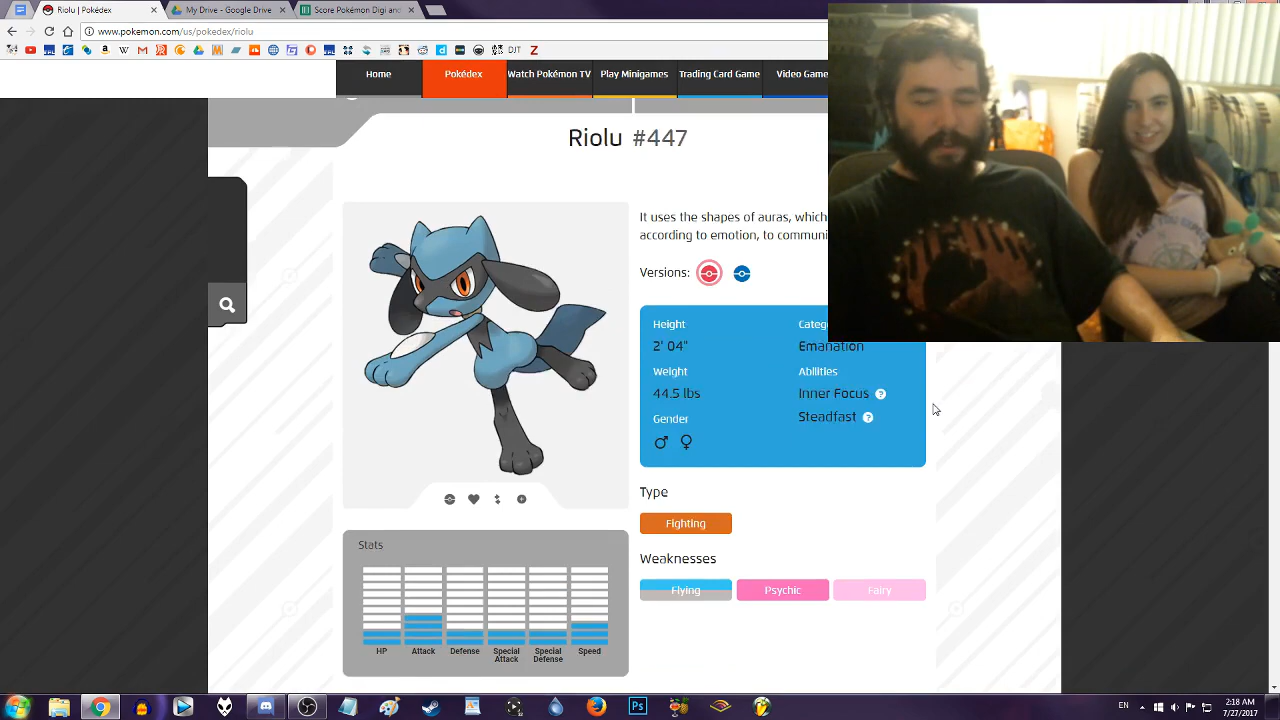 Riolu | Pokédex
My Drive - Google Drive
Score Pokémon Digi and
www.pokemon.com/us/pokedex/riolu
DJT
Home
Pokédex
Watch Pokémon TV
Play Minigames
Trading Card Game
Video Game
Riolu #447
It uses the shapes of auras, which
according to emotion, to communi
Versions:
Height
2' 04"
Weight
44.5 lbs
Gender
Categ
Emanation
Abilities
Inner Focus ?
Steadfast ?
Type
Fighting
Weaknesses
Flying
Psychic
Fairy
Stats
HP
Attack
Defense
Special Attack
Special Defense
Speed
EN
2:18 AM
7/27/2017